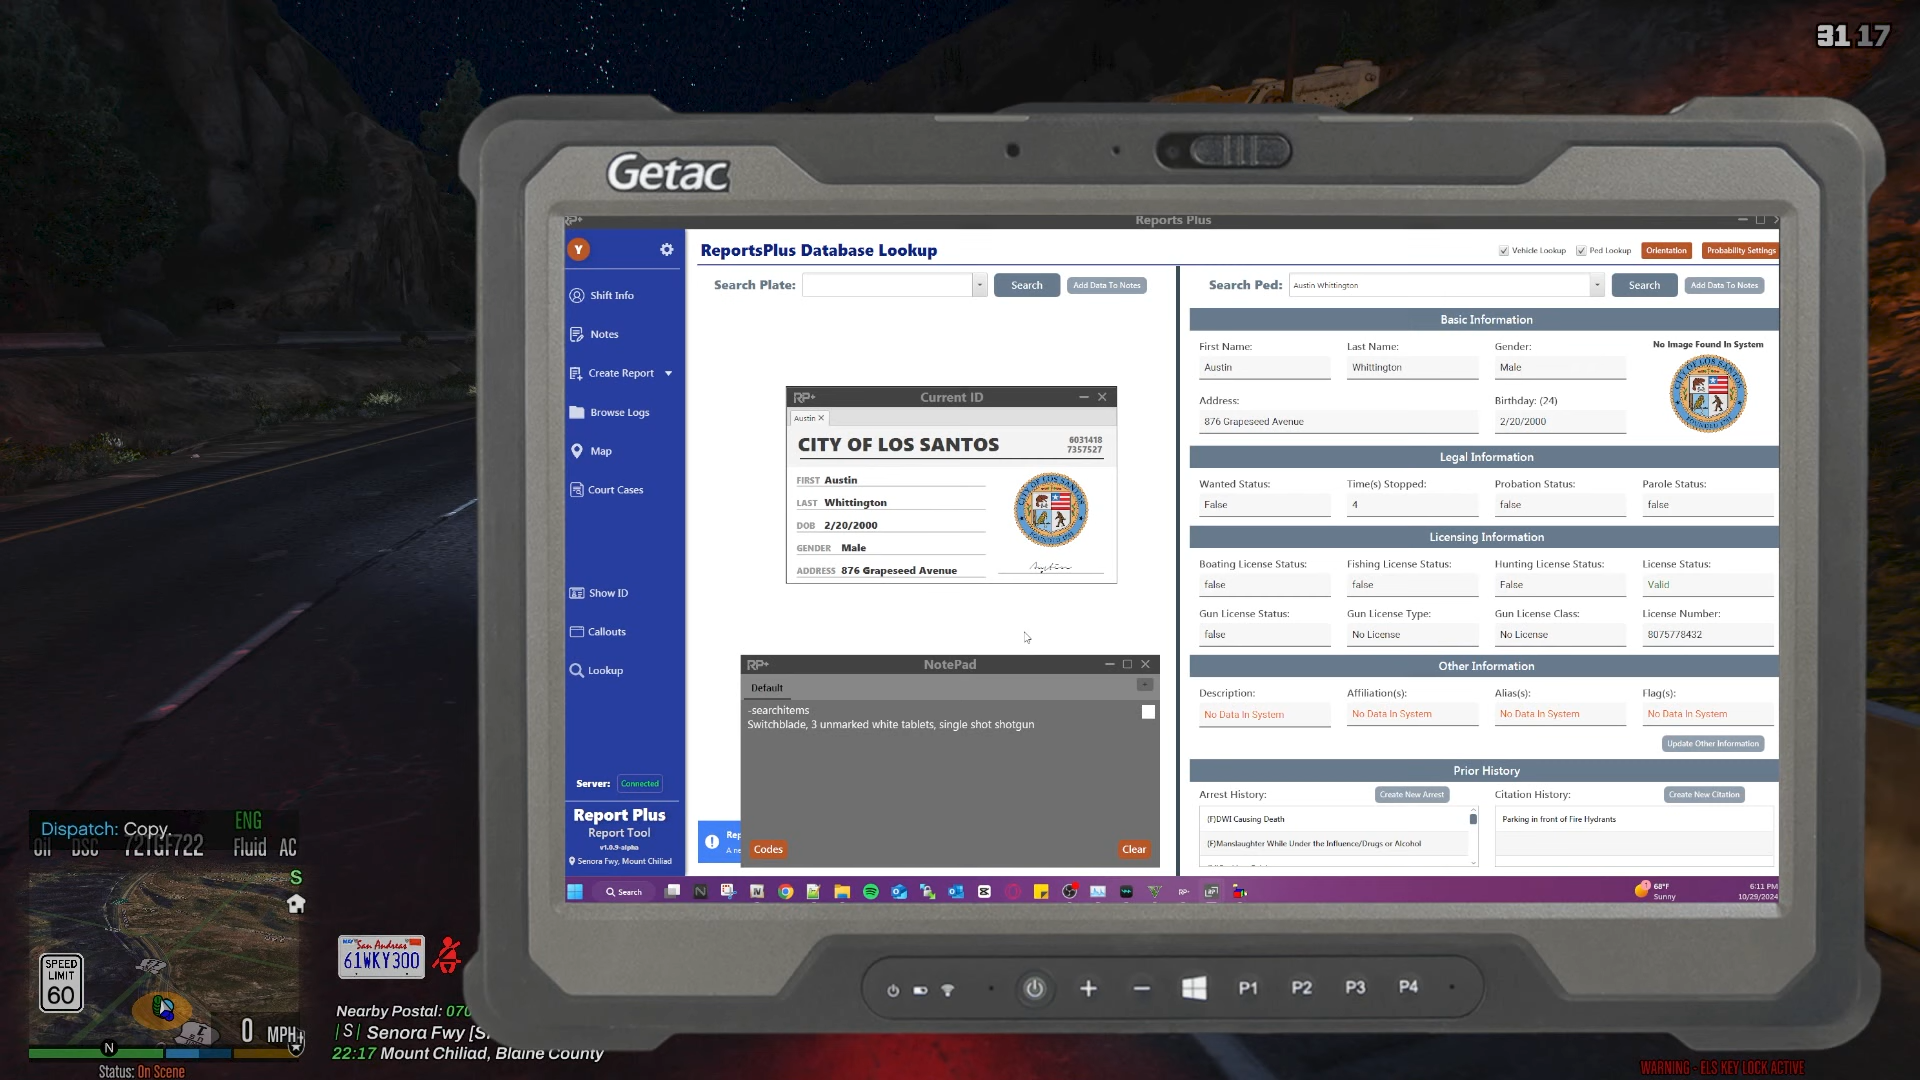 31 17
Getac
RP+ Reports Plus
Y
ReportsPlus Database Lookup
Vehicle Lookup
Ped Lookup
Orientation
Probability Settings
Shift Info
Notes
Create Report
Browse Logs
Map
Court Cases
Show ID
Callouts
Lookup
Server: Connected
Report Plus
Report Tool
v1.0.9-alpha
Senora Fwy, Mount Chiliad
Search Plate:
Search
Add Data To Notes
RP+ Current ID
Austin
CITY OF LOS SANTOS
6031418
7357527
FIRST Austin
LAST Whittington
DOB 2/20/2000
GENDER Male
ADDRESS 876 Grapeseed Avenue
RP+ NotePad
Default
-searchitems
Switchblade, 3 unmarked white tablets, single shot shotgun
Codes
Clear
Search Ped: Austin Whittington
Search
Add Data To Notes
Basic Information
First Name: Last Name: Gender:
Austin Whittington Male
No Image Found In System
Address: Birthday: (24)
876 Grapeseed Avenue 2/20/2000
Legal Information
Wanted Status: Time(s) Stopped: Probation Status: Parole Status:
False 4 false false
Licensing Information
Boating License Status: Fishing License Status: Hunting License Status: License Status:
false false False Valid
Gun License Status: Gun License Type: Gun License Class: License Number:
false No License No License 8075778432
Other Information
Description: Affiliation(s): Alias(s): Flag(s):
No Data In System No Data In System No Data In System No Data In System
Update Other Information
Prior History
Arrest History: Create New Arrest Citation History: Create New Citation
(F)DWI Causing Death
(F)Manslaughter While Under the Influence/Drugs or Alcohol
Parking in front of Fire Hydrants
Search
68°F
Sunny
6:11 PM
10/29/2024
P1 P2 P3 P4
Dispatch: Copy.
ENG
Oil DSC Fluid AC
S
SPEED LIMIT 60
N
0 MPH
Status: On Scene
San Andreas
61WKY300
Nearby Postal: 070
|S| Senora Fwy [S.
22:17 Mount Chiliad, Blaine County
WARNING - ELS KEY LOCK ACTIVE